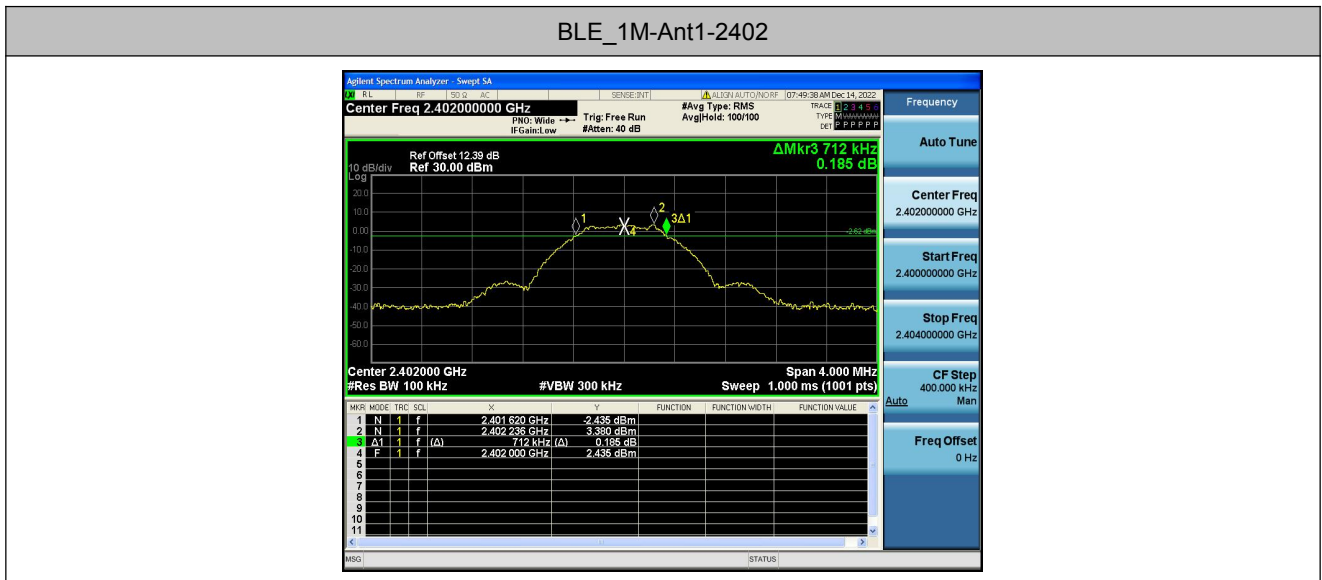 BLE_1M-Ant1-2402
Agilent Spectrum Analyzer - Swept SA
RL RF 50 Ω AC SENSE:INT ALIGN AUTO/NO RF 07:49:38 AM Dec 14, 2022
Center Freq 2.402000000 GHz
PNO: Wide
IFGain:Low
Trig: Free Run
#Atten: 40 dB
#Avg Type: RMS
Avg|Hold: 100/100
TRACE 1 2 3 4 5 6
TYPE M
DET P P P P P P
Ref Offset 12.39 dB
10 dB/div Ref 30.00 dBm
Log
ΔMkr3 712 kHz
0.185 dB
20.0
10.0
0.00
-10.0
-20.0
-30.0
-40.0
-50.0
-60.0
1
2
3Δ1
4
-2.62 dBm
Center 2.402000 GHz Span 4.000 MHz
#Res BW 100 kHz #VBW 300 kHz Sweep 1.000 ms (1001 pts)
MKR MODE TRC SCL X Y FUNCTION FUNCTION WIDTH FUNCTION VALUE
1 N 1 f 2.401 620 GHz -2.435 dBm
2 N 1 f 2.402 236 GHz 3.380 dBm
3 Δ1 1 f (Δ) 712 kHz (Δ) 0.185 dB
4 F 1 f 2.402 000 GHz 2.435 dBm
5
6
7
8
9
10
11
MSG STATUS
Frequency
Auto Tune
Center Freq
2.402000000 GHz
Start Freq
2.400000000 GHz
Stop Freq
2.404000000 GHz
CF Step
400.000 kHz
Auto Man
Freq Offset
0 Hz